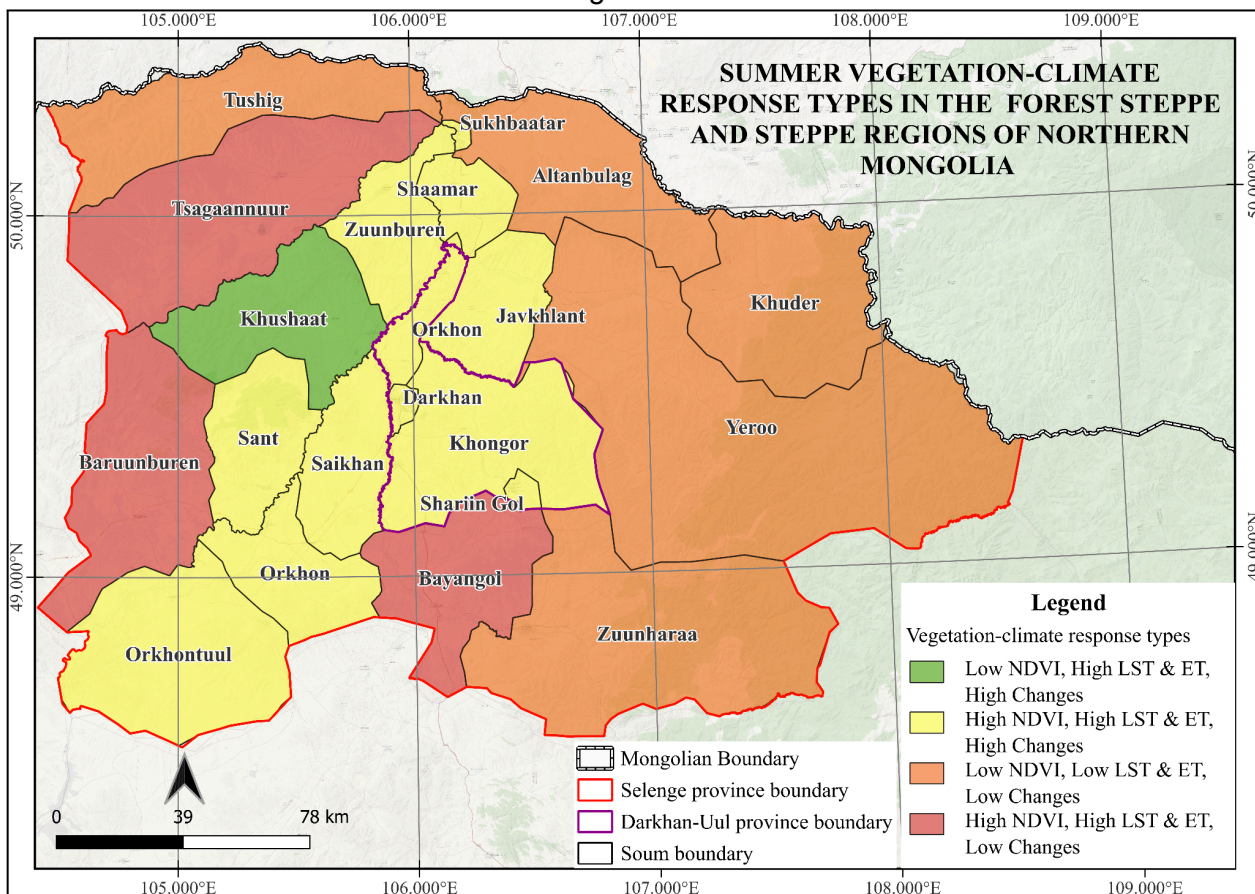 105.000°E 106.000°E 107.000°E 108.000°E 109.000°E
SUMMER VEGETATION-CLIMATE
RESPONSE TYPES IN THE FOREST STEPPE
AND STEPPE REGIONS OF NORTHERN
MONGOLIA
50.000°N
50.000°N
49.000°N
49.000°N
Tushig
Sukhbaatar
Altanbulag
Shaamar
Tsagaannuur
Zuunburen
Khuder
Khushaat
Orkhon
Javkhlant
Darkhan
Yeroo
Sant
Khongor
Baruunburen
Saikhan
Shariin Gol
Orkhon
Bayangol
Zuunharaa
Orkhontuul
Legend
Vegetation-climate response types
Low NDVI, High LST & ET,
High Changes
High NDVI, High LST & ET,
High Changes
Low NDVI, Low LST & ET,
Low Changes
High NDVI, High LST & ET,
Low Changes
Mongolian Boundary
Selenge province boundary
Darkhan-Uul province boundary
Soum boundary
0 39 78 km
105.000°E 106.000°E 107.000°E 108.000°E 109.000°E